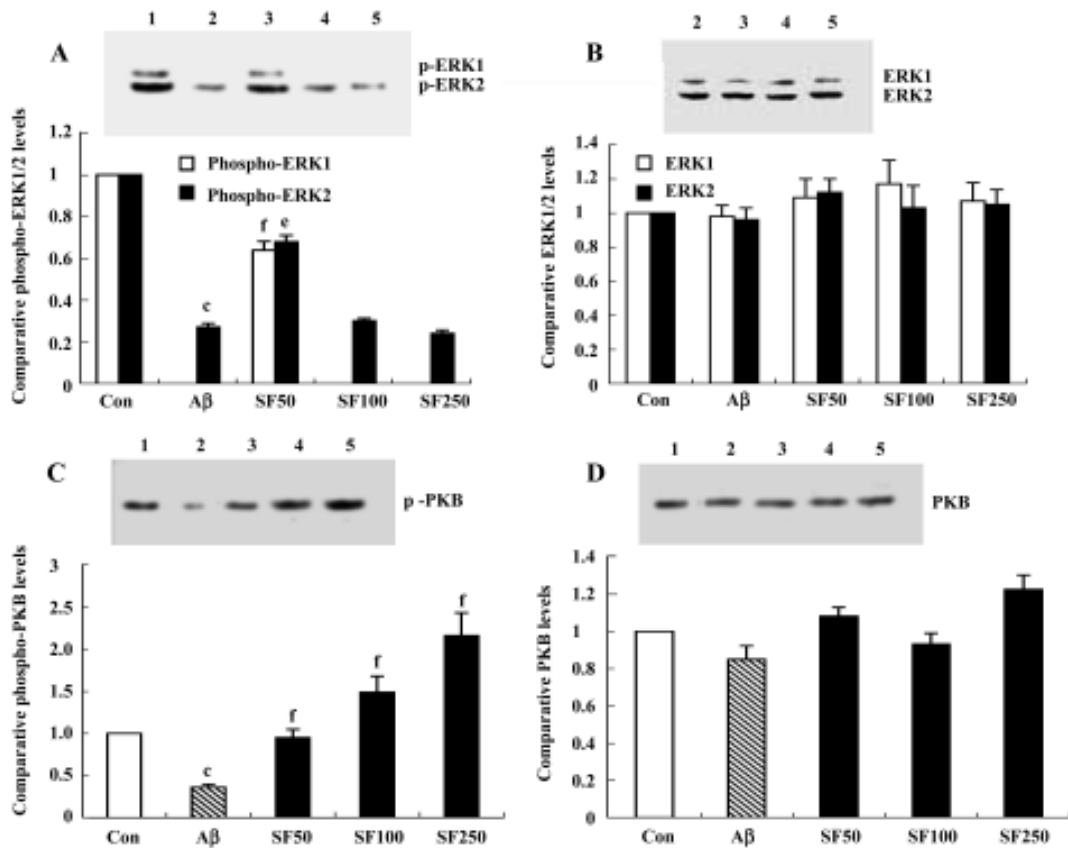 1 2 3 4 5
A
p-ERK1
p-ERK2
Comparative phospho-ERK1/2 levels
1.2
1
0.8
0.6
0.4
0.2
0
Phospho-ERK1
Phospho-ERK2
c
f
e
Con Aβ SF50 SF100 SF250
2 3 4 5
B
ERK1
ERK2
Comparative ERK1/2 levels
1.4
1.2
1
0.8
0.6
0.4
0.2
0
ERK1
ERK2
Con Aβ SF50 SF100 SF250
1 2 3 4 5
C
p -PKB
Comparative phospho-PKB levels
3
2.5
2.0
1.5
1.0
0.5
0
c
f
f
f
Con Aβ SF50 SF100 SF250
1 2 3 4 5
D
PKB
Comparative PKB levels
1.4
1.2
1
0.8
0.6
0.4
0.2
0
Con Aβ SF50 SF100 SF250